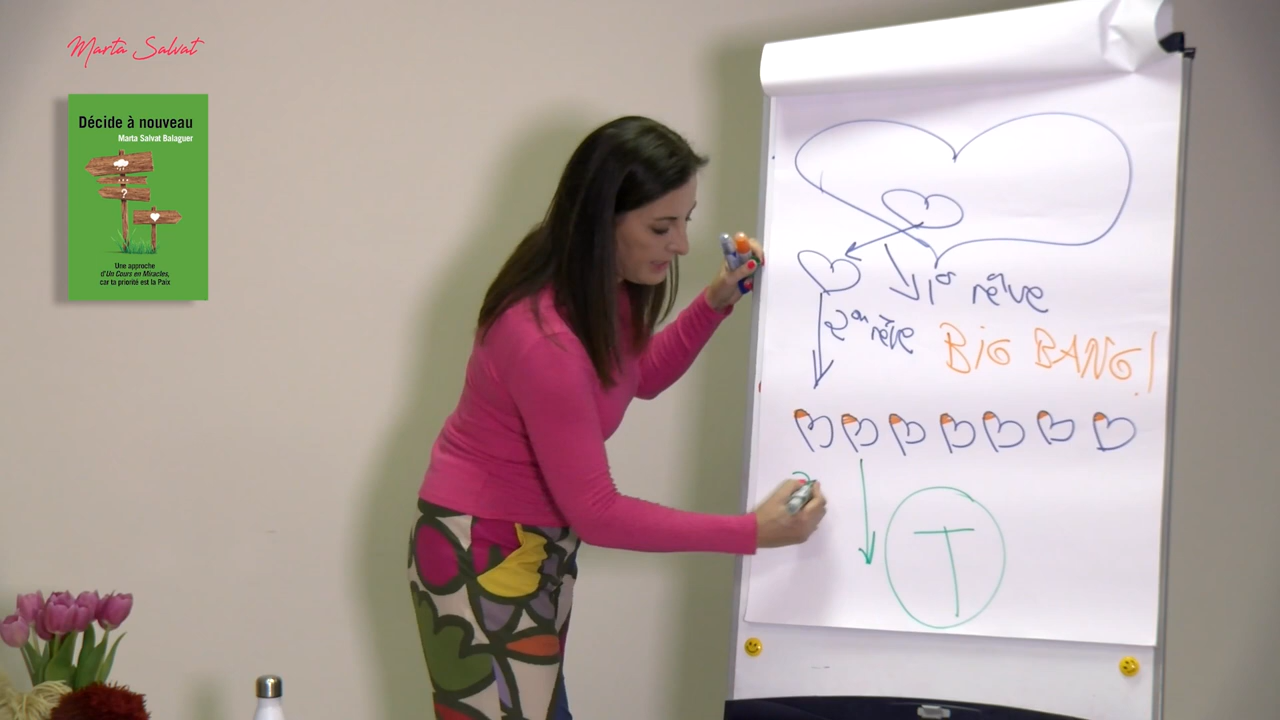 Marta Salvat
Décide à nouveau
Marta Salvat Balaguer
?
Une approche
d'Un Cours en Miracles,
car ta priorité est la Paix
1er rêve
2on rêve
BIG BANG!
T